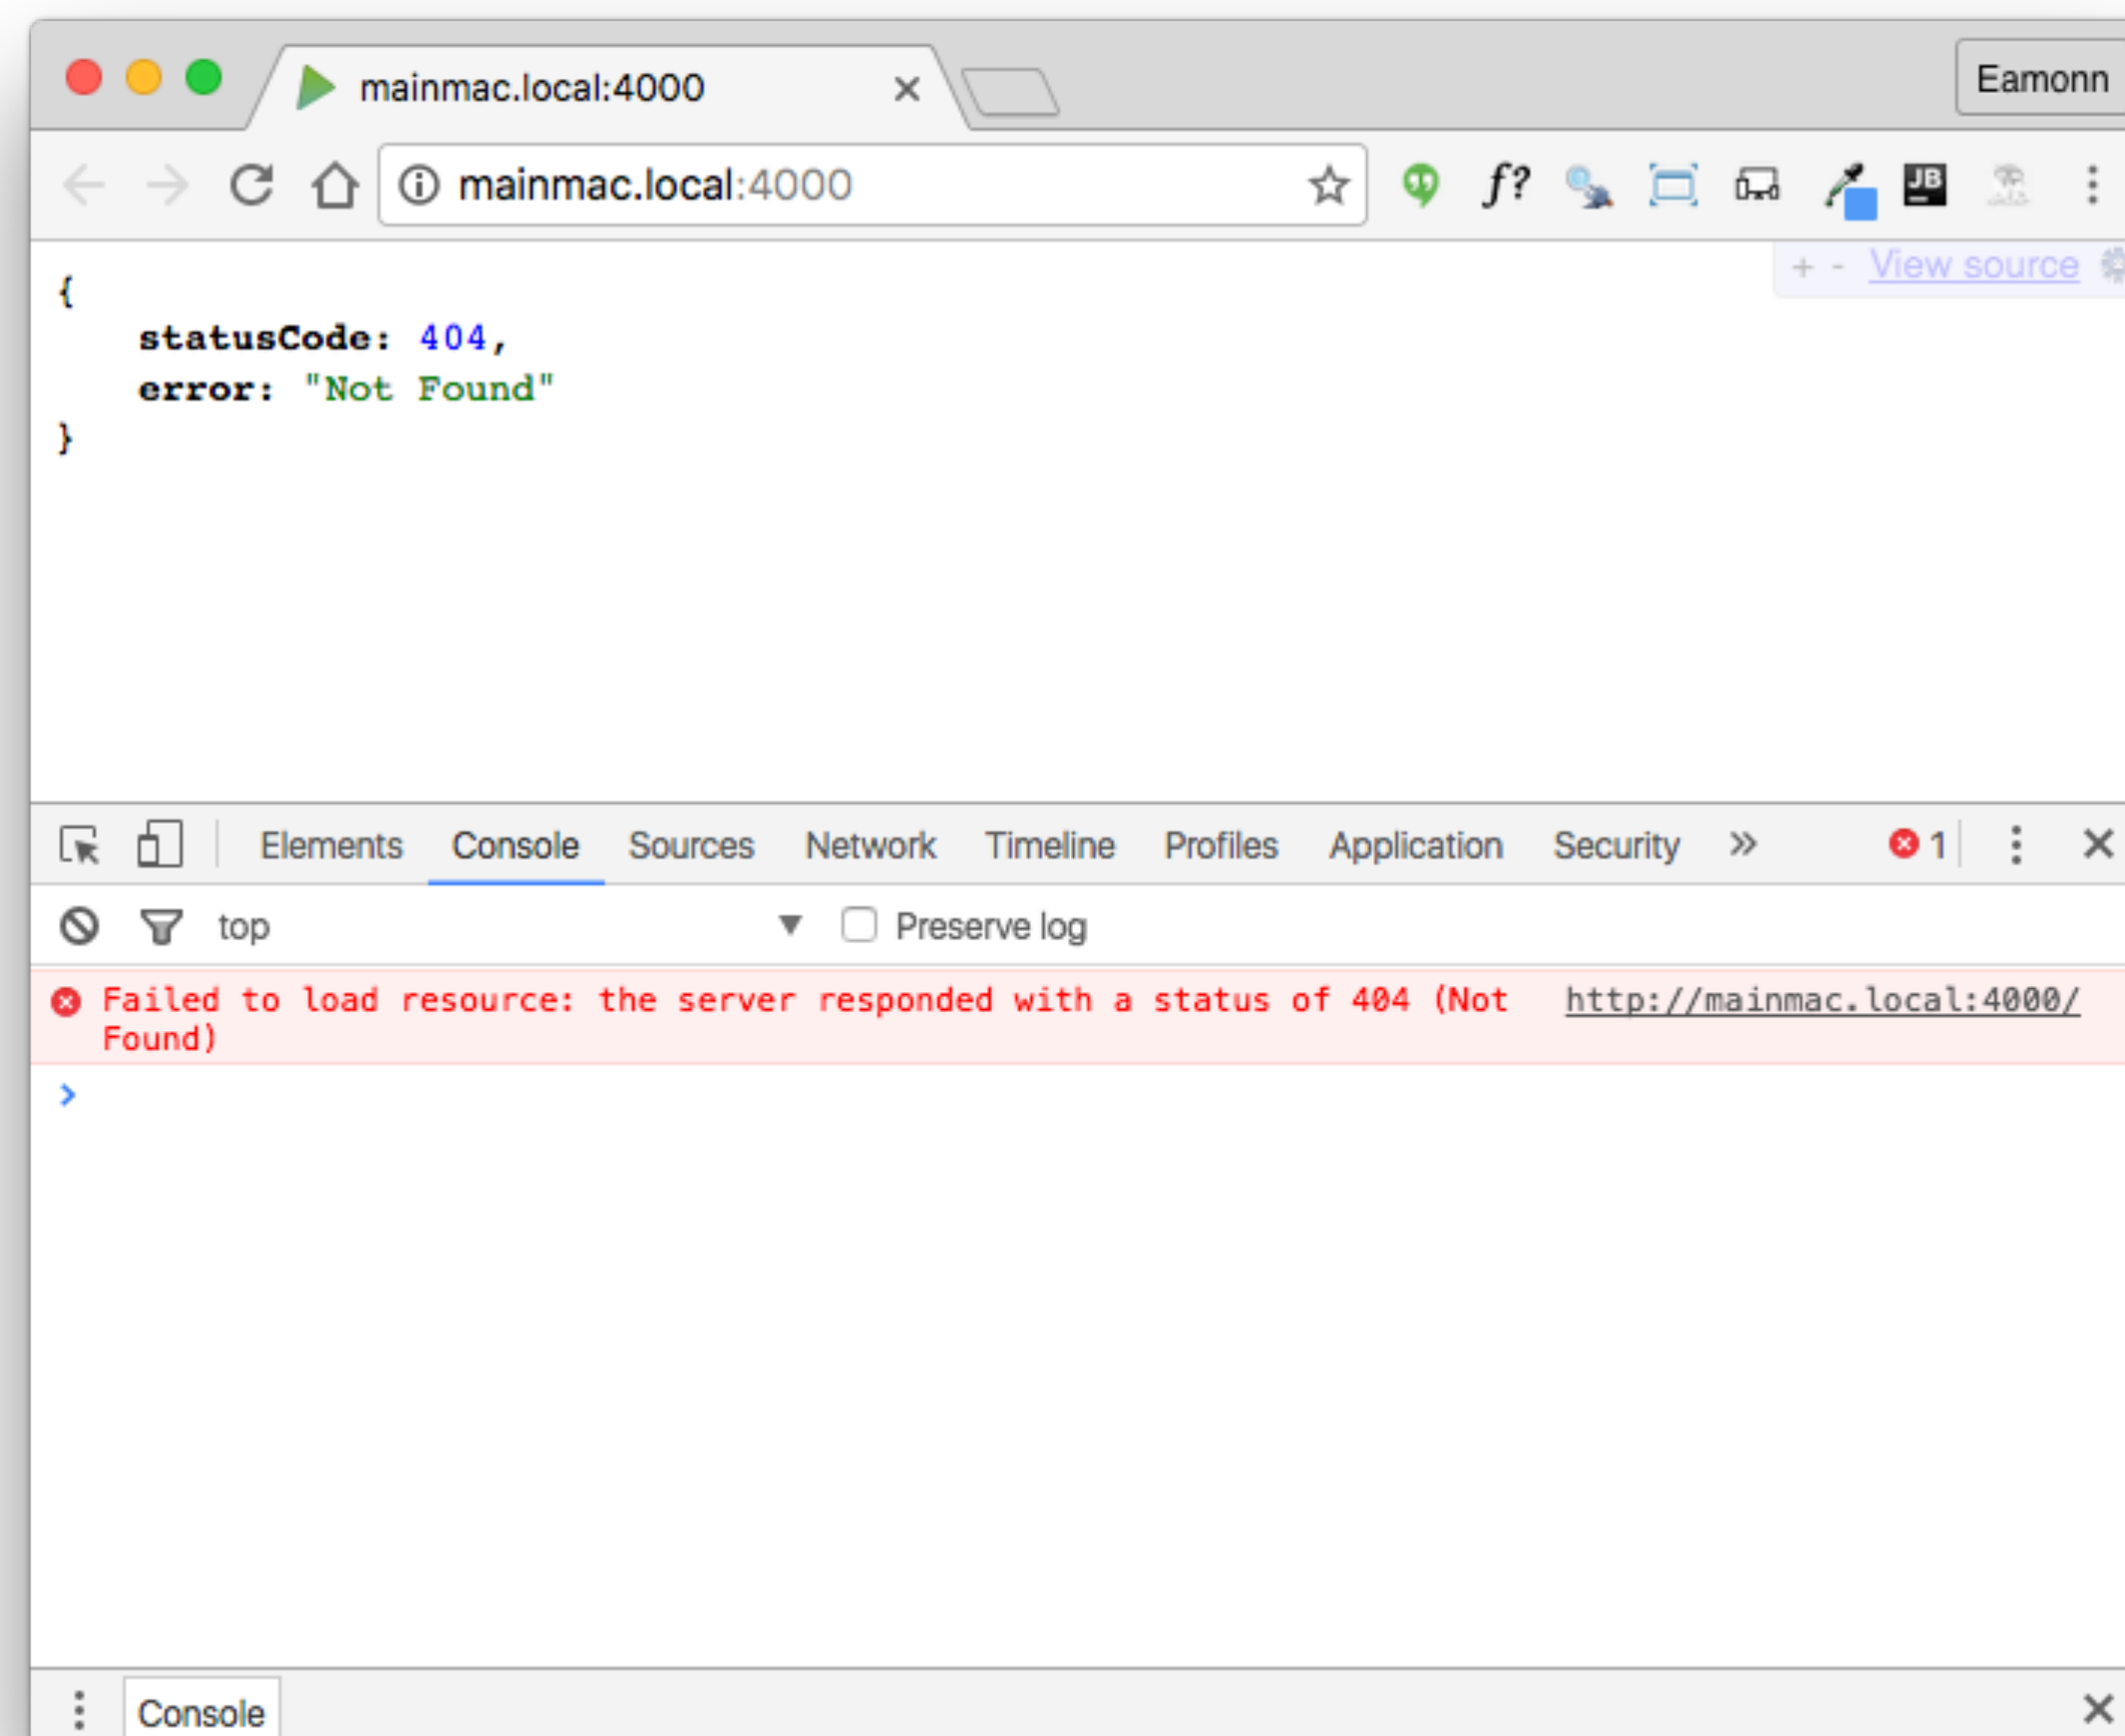 mainmac.local:4000
Eamonn
mainmac.local:4000
f?
JB
+ - View source
{
statusCode: 404,
error: "Not Found"
}
Elements Console Sources Network Timeline Profiles Application Security » 1
top Preserve log
Failed to load resource: the server responded with a status of 404 (Not http://mainmac.local:4000/
Found)
>
Console